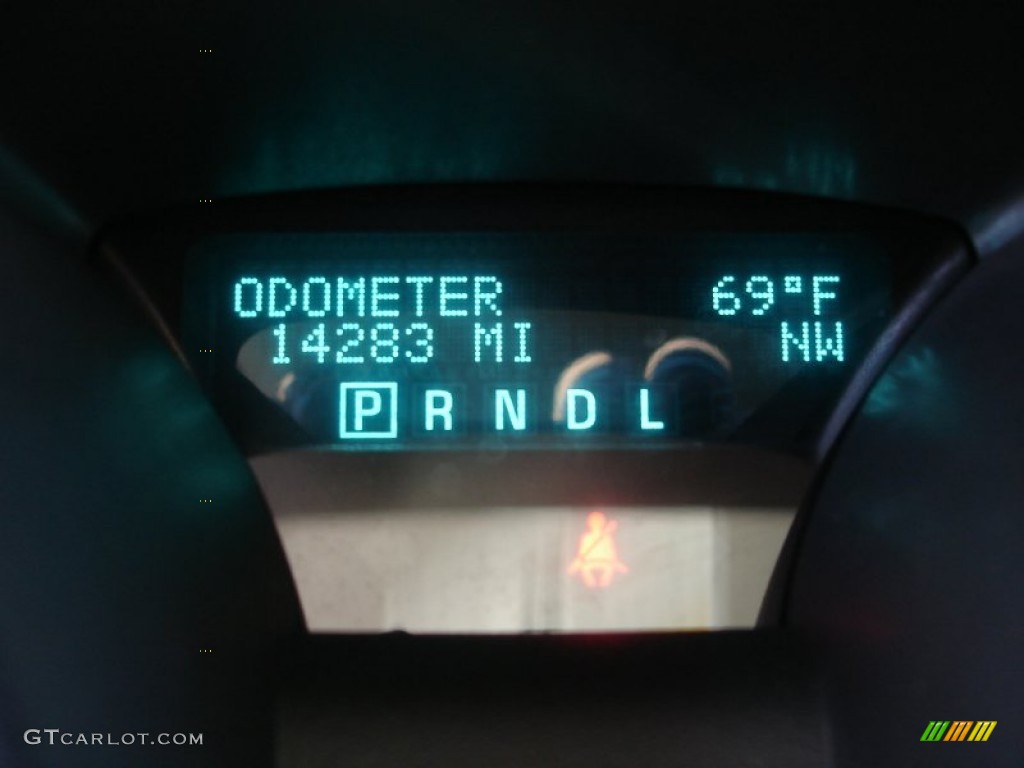 ODOMETER 69°F
14283 MI NW
P R N D L
GTCARLOT.COM